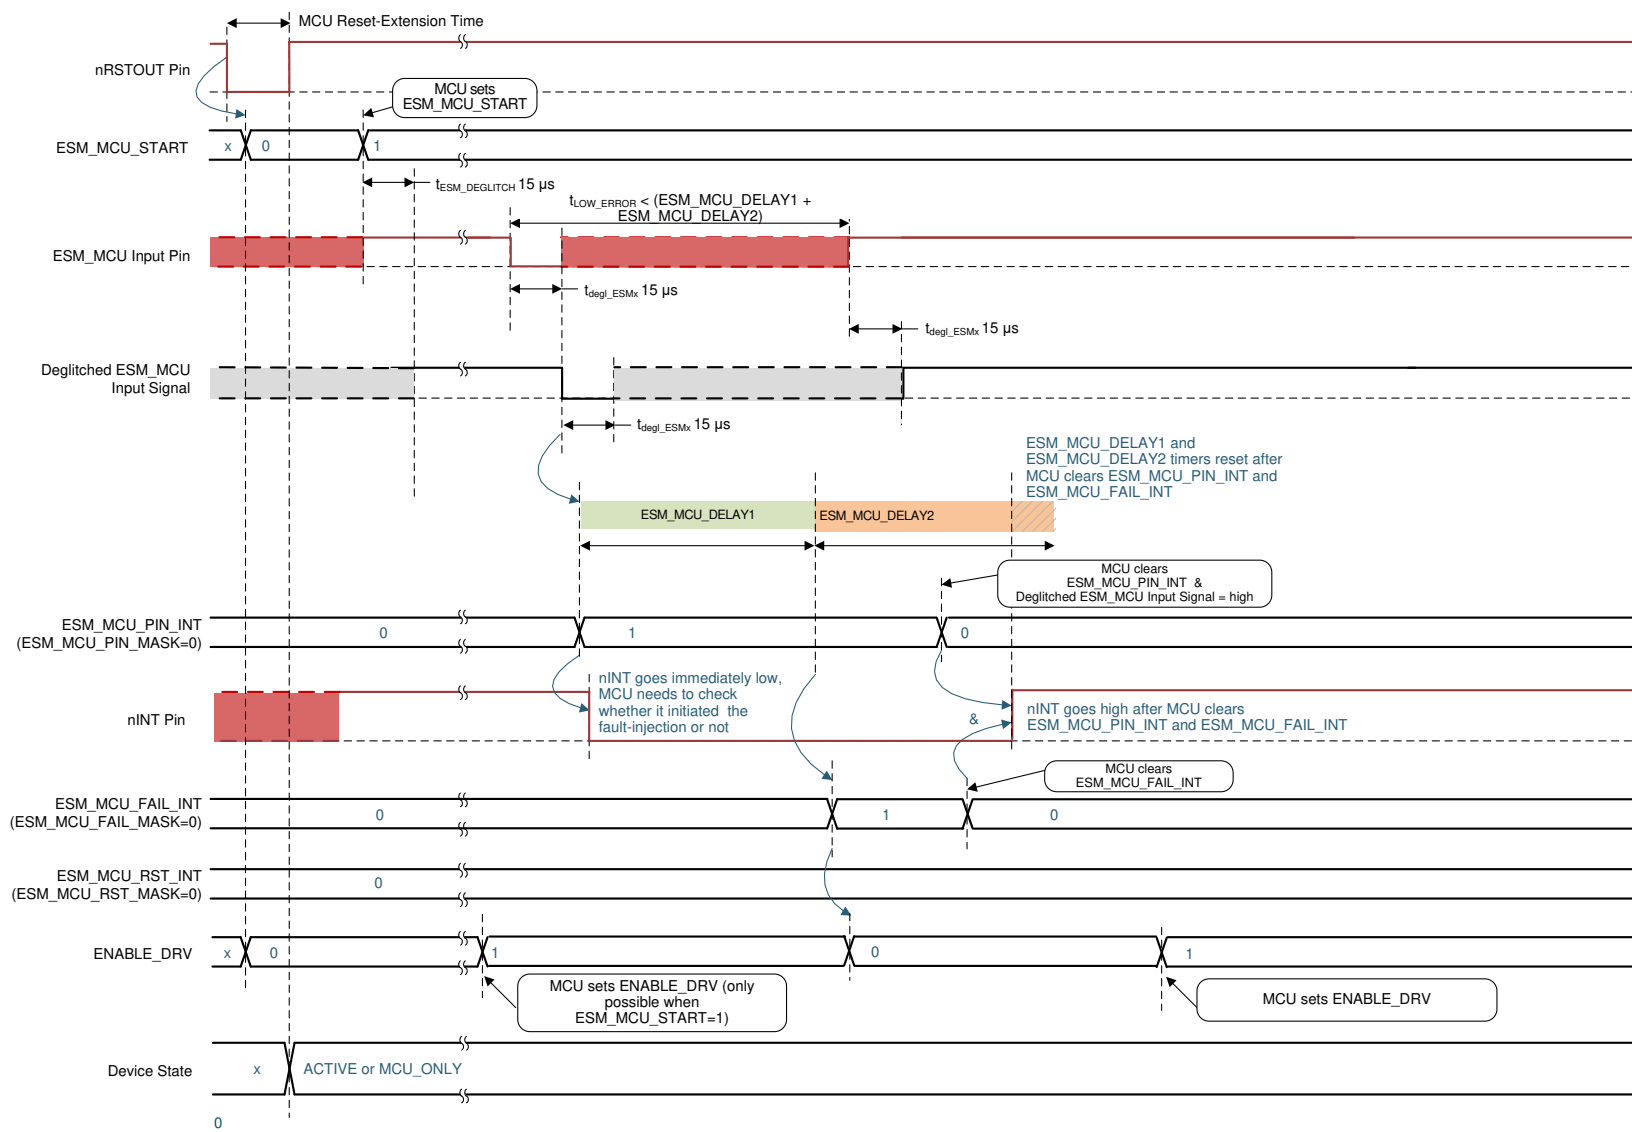 MCU Reset-Extension Time
nRSTOUT Pin
MCU sets
ESM_MCU_START
ESM_MCU_START
x
0
1
tESM_DEGLITCH 15 µs
tLOW_ERROR < (ESM_MCU_DELAY1 +
ESM_MCU_DELAY2)
ESM_MCU Input Pin
tdegl_ESMx 15 µs
tdegl_ESMx 15 µs
Deglitched ESM_MCU
Input Signal
tdegl_ESMx 15 µs
ESM_MCU_DELAY1 and
ESM_MCU_DELAY2 timers reset after
MCU clears ESM_MCU_PIN_INT and
ESM_MCU_FAIL_INT
ESM_MCU_DELAY1
ESM_MCU_DELAY2
MCU clears
ESM_MCU_PIN_INT &
Deglitched ESM_MCU Input Signal = high
ESM_MCU_PIN_INT
(ESM_MCU_PIN_MASK=0)
0
1
0
nINT goes immediately low,
MCU needs to check
whether it initiated the
fault-injection or not
nINT Pin
&
nINT goes high after MCU clears
ESM_MCU_PIN_INT and ESM_MCU_FAIL_INT
MCU clears
ESM_MCU_FAIL_INT
ESM_MCU_FAIL_INT
(ESM_MCU_FAIL_MASK=0)
0
1
0
ESM_MCU_RST_INT
(ESM_MCU_RST_MASK=0)
0
ENABLE_DRV
x
0
1
0
1
MCU sets ENABLE_DRV (only
possible when
ESM_MCU_START=1)
MCU sets ENABLE_DRV
Device State
x
ACTIVE or MCU_ONLY
0